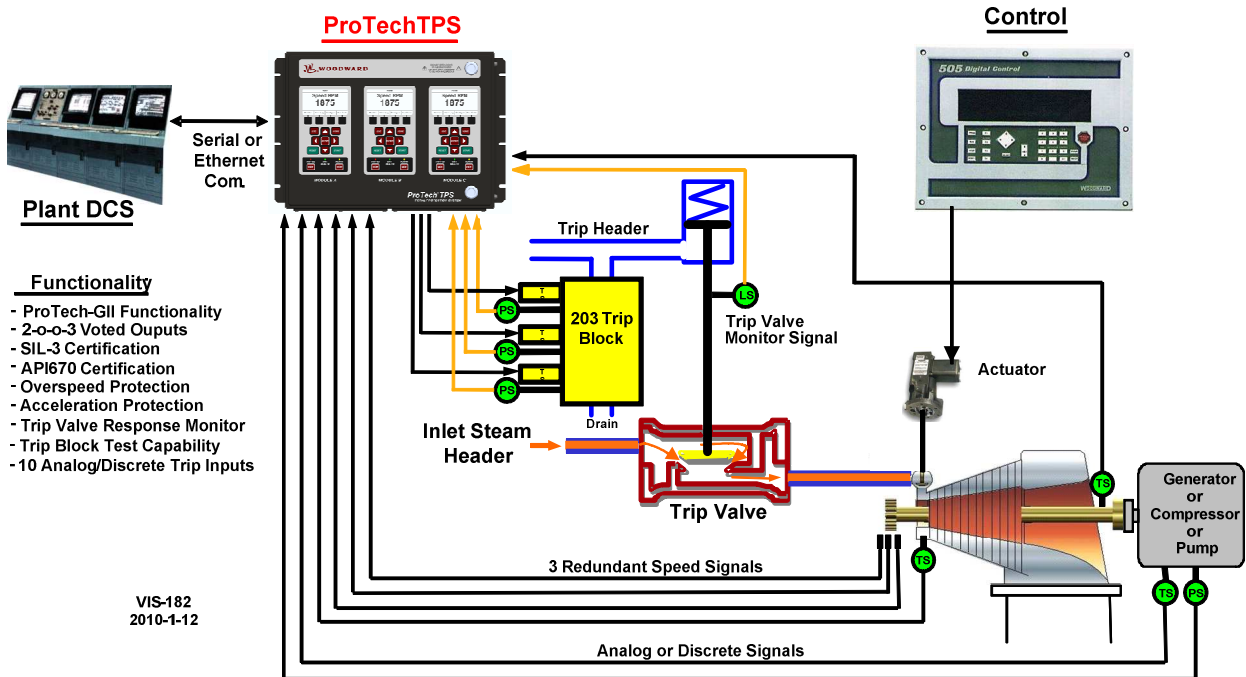 ProTechTPS
Control
WOODWARD
Speed RPM
1875
Speed RPM
1875
Speed RPM
1875
MODULE A
MODULE B
MODULE C
ProTech TPS
505 Digital Control
WOODWARD
Serial or
Ethernet
Com.
Plant DCS
Trip Header
203 Trip
Block
PS
PS
PS
LS
Trip Valve
Monitor Signal
Actuator
Drain
Inlet Steam
Header
Trip Valve
Functionality
- ProTech-GII Functionality
- 2-o-o-3 Voted Ouputs
- SIL-3 Certification
- API670 Certification
- Overspeed Protection
- Acceleration Protection
- Trip Valve Response Monitor
- Trip Block Test Capability
- 10 Analog/Discrete Trip Inputs
TS
Generator
or
Compressor
or
Pump
TS
TS
PS
3 Redundant Speed Signals
Analog or Discrete Signals
VIS-182
2010-1-12